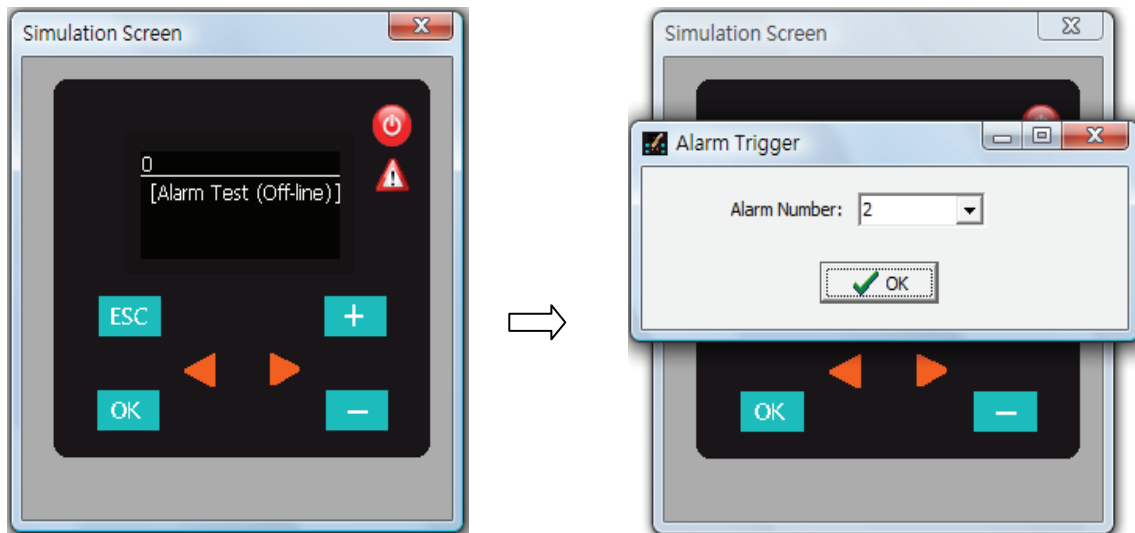 Simulation Screen
0
[Alarm Test (Off-line)]
ESC
+
OK
−
Simulation Screen
Alarm Trigger
Alarm Number: 2
OK
OK
−